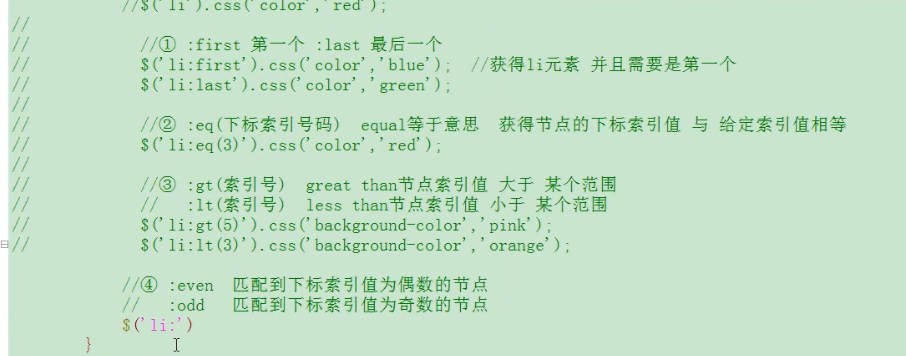 //$('li').css('color','red');
//
// //① :first 第一个 :last 最后一个
// $('li:first').css('color','blue'); //获得li元素 并且需要是第一个
// $('li:last').css('color','green');
//
// //② :eq(下标索引号码) equal等于意思 获得节点的下标索引值 与 给定索引值相等
// $('li:eq(3)').css('color','red');
//
// //③ :gt(索引号) great than节点索引值 大于 某个范围
// // :lt(索引号) less than节点索引值 小于 某个范围
// $('li:gt(5)').css('background-color','pink');
// $('li:lt(3)').css('background-color','orange');
//④ :even 匹配到下标索引值为偶数的节点
// :odd 匹配到下标索引值为奇数的节点
$('li:')
}